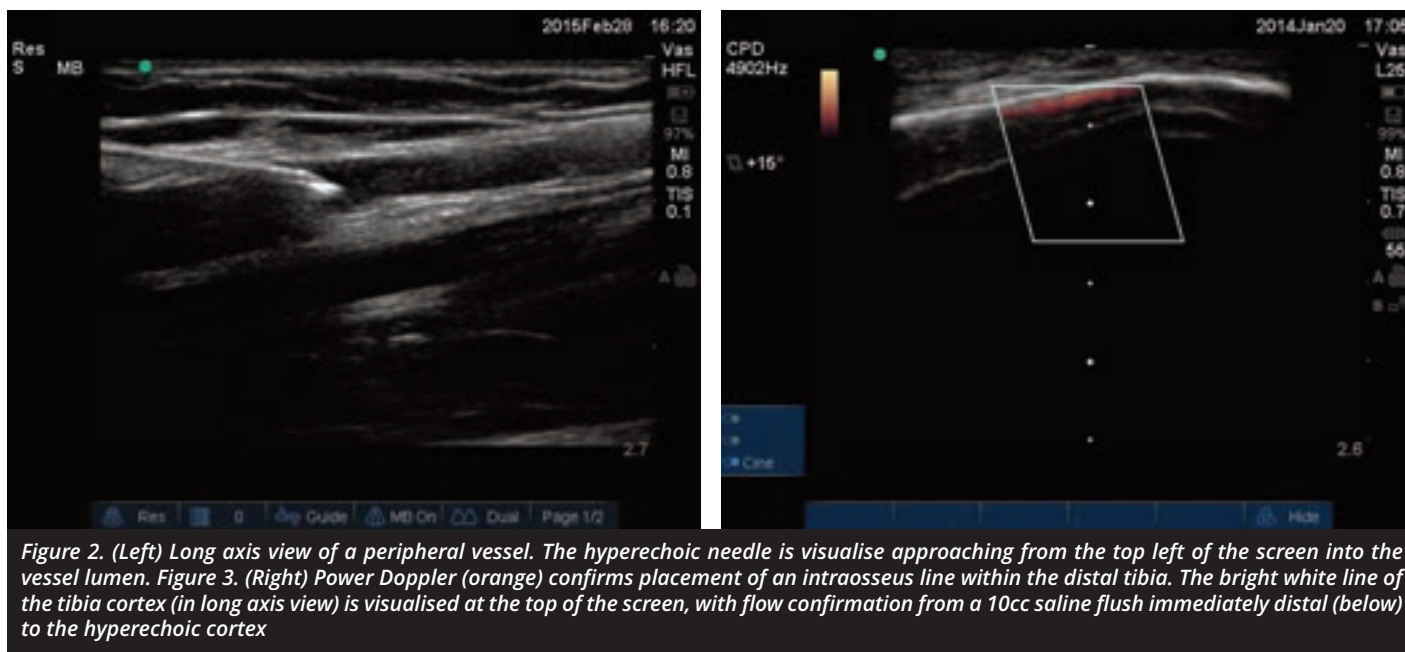 2015Feb28 16:20
Res
S MB
Vas
HFL
97%
MI
0.8
TIS
0.1
A
2.7
Res 0 Guide MB On Dual Page 1/2
2014Jan20 17:05
CPD
4902Hz
+15°
Vas
L25
99%
MI
0.8
TIS
0.7
A
B
2.6
Cine
Hide
Figure 2. (Left) Long axis view of a peripheral vessel. The hyperechoic needle is visualise approaching from the top left of the screen into the
vessel lumen. Figure 3. (Right) Power Doppler (orange) confirms placement of an intraosseus line within the distal tibia. The bright white line of
the tibia cortex (in long axis view) is visualised at the top of the screen, with flow confirmation from a 10cc saline flush immediately distal (below)
to the hyperechoic cortex